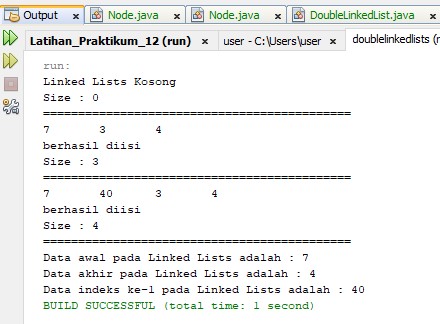 Output Node.java Node.java DoubleLinkedList.java
Latihan_Praktikum_12 (run) user - C:\Users\user doublelinkedlists (r
run:
Linked Lists Kosong
Size : 0
============================================
7 3 4
berhasil diisi
Size : 3
============================================
7 40 3 4
berhasil diisi
Size : 4
============================================
Data awal pada Linked Lists adalah : 7
Data akhir pada Linked Lists adalah : 4
Data indeks ke-1 pada Linked Lists adalah : 40
BUILD SUCCESSFUL (total time: 1 second)